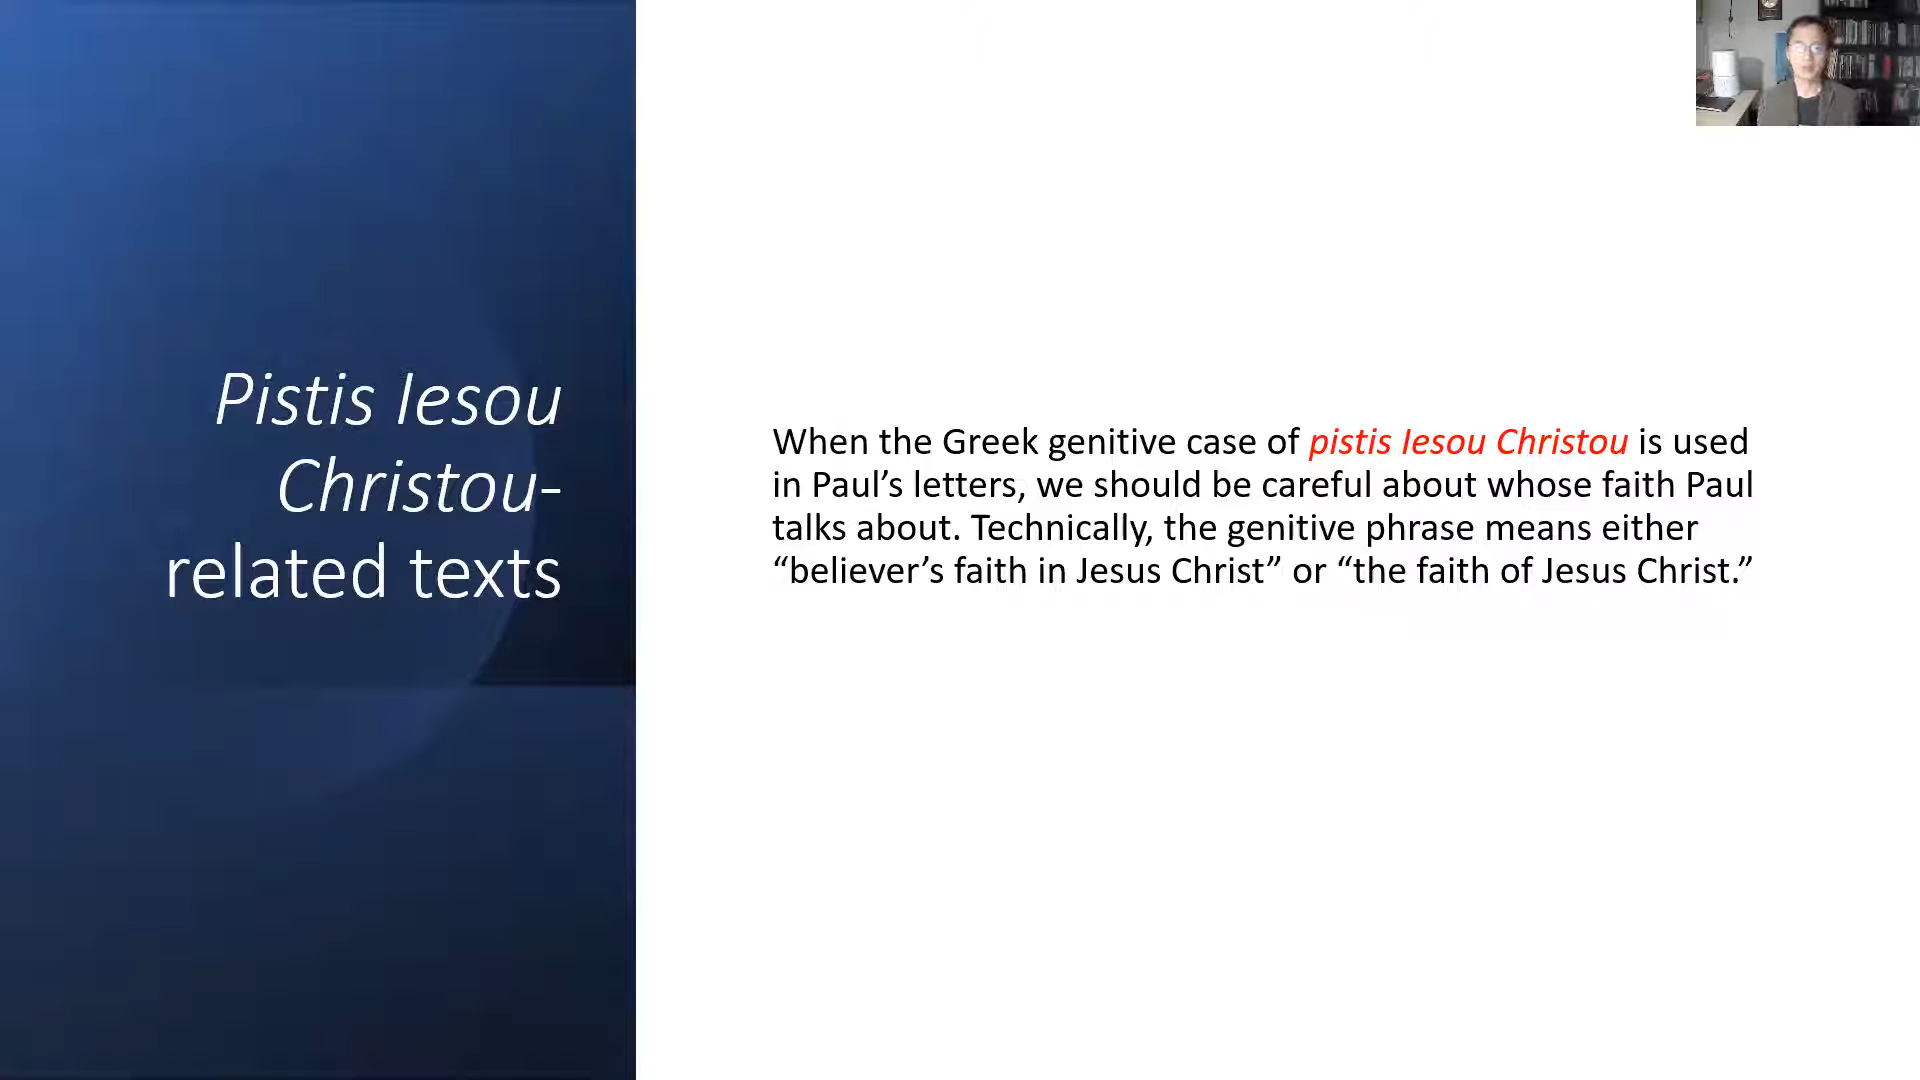 Pistis Iesou
Christou-
related texts
When the Greek genitive case of pistis Iesou Christou is used
in Paul’s letters, we should be careful about whose faith Paul
talks about. Technically, the genitive phrase means either
“believer’s faith in Jesus Christ” or “the faith of Jesus Christ.”